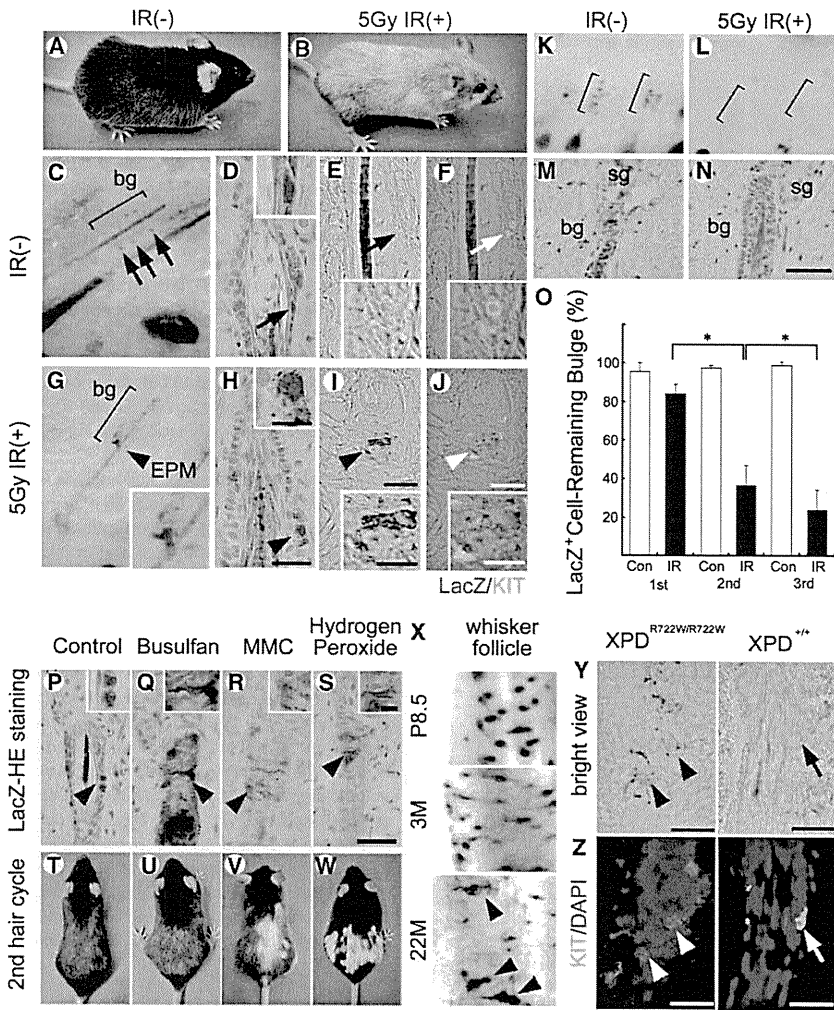 IR(-) 5Gy IR(+) IR(-) 5Gy IR(+)
A B K L
C bg D E F M sg bg N sg bg
IR(-)
O
LacZ+ Cell-Remaining Bulge (%)
* *
100
80
60
40
20
Con IR Con IR Con IR
1st 2nd 3rd
G bg EPM H I J
5Gy IR(+)
LacZ/KIT
Control Busulfan MMC Hydrogen Peroxide
LacZ-HE staining
P Q R S
2nd hair cycle
T U V W
X whisker follicle
P8.5
3M
22M
XPD R722W/R722W XPD +/+
Y
bright view
Z
KIT/DAPI